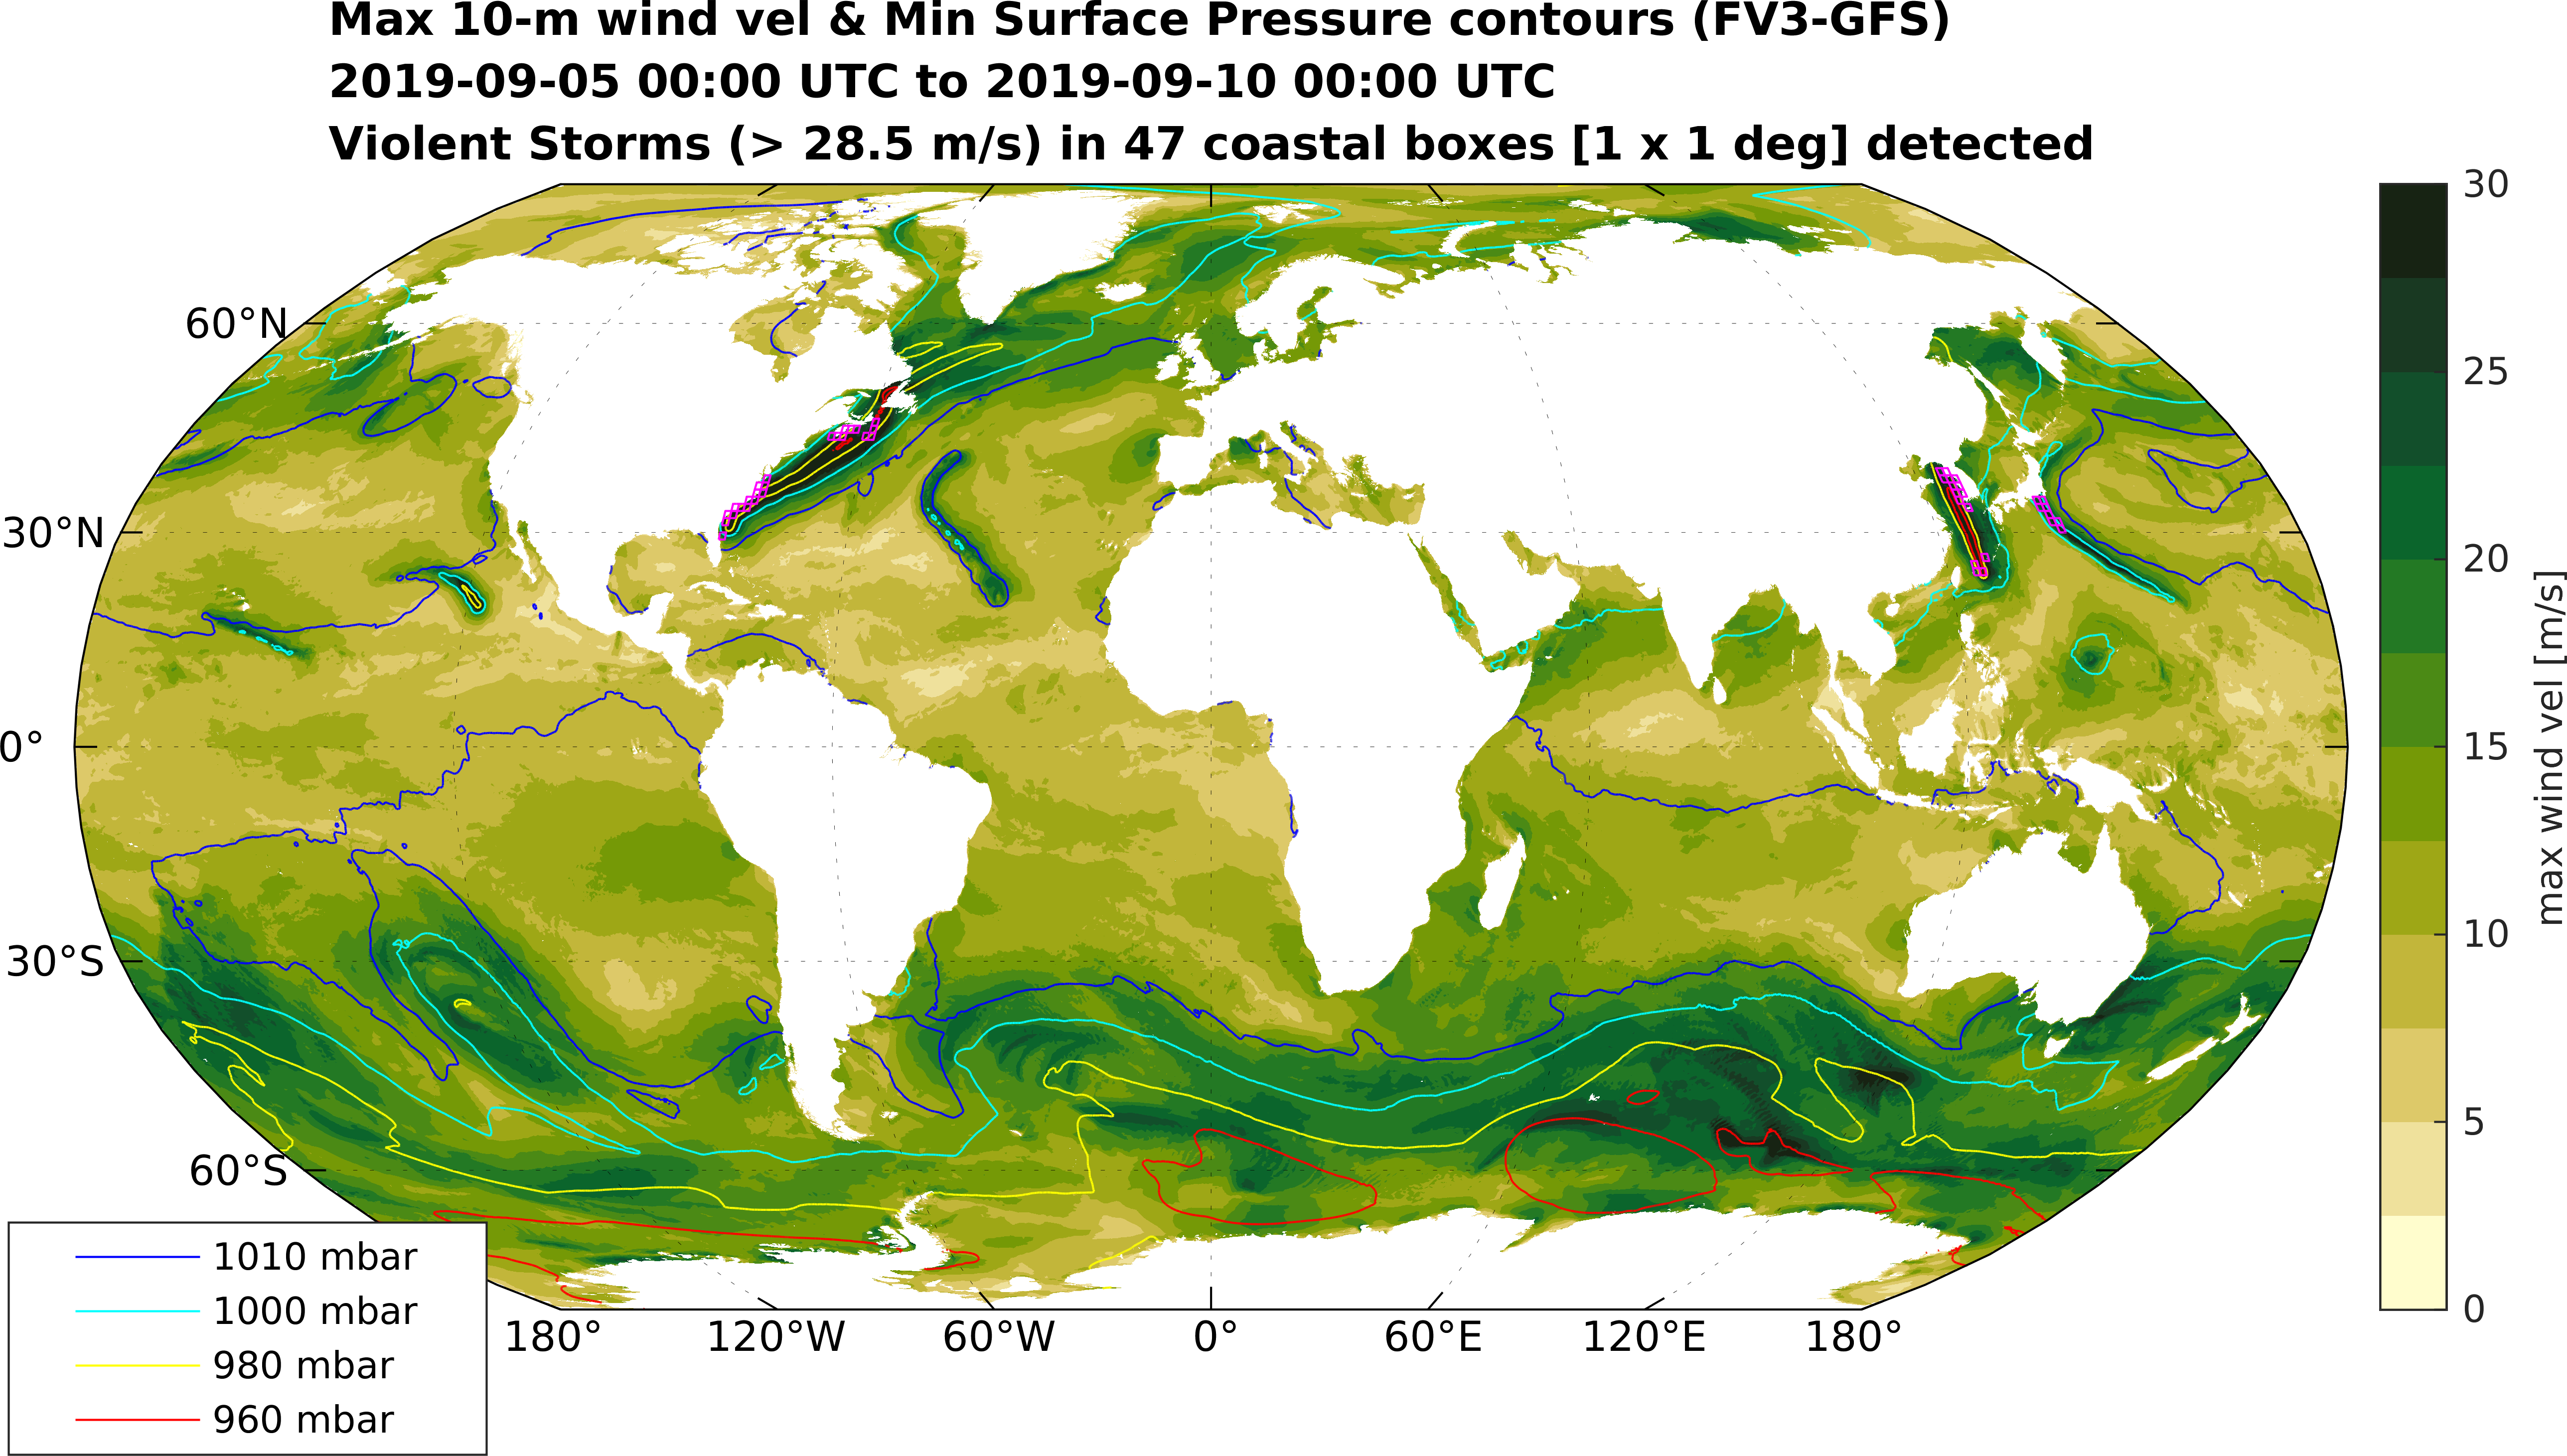 Max 10-m wind vel & Min Surface Pressure contours (FV3-GFS)
2019-09-05 00:00 UTC to 2019-09-10 00:00 UTC
Violent Storms (> 28.5 m/s) in 47 coastal boxes [1 x 1 deg] detected
60°N
30°N
0°
30°S
60°S
180°
120°W
60°W
0°
60°E
120°E
180°
1010 mbar
1000 mbar
980 mbar
960 mbar
30
25
20
15
10
5
0
max wind vel [m/s]